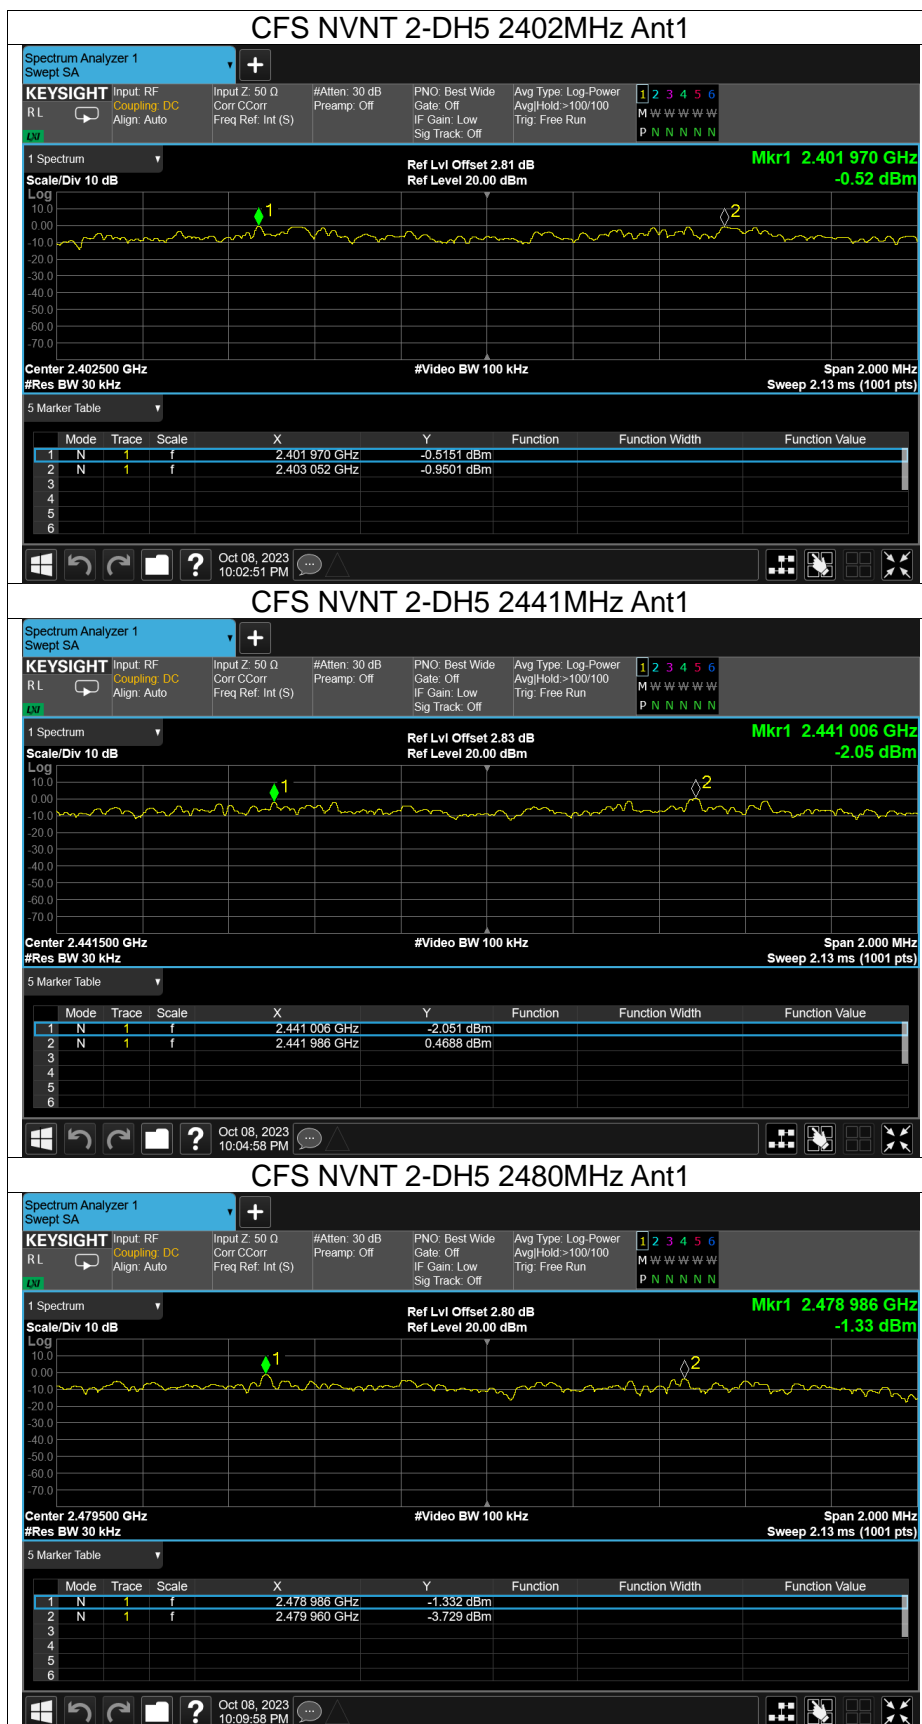 CFS NVNT 2-DH5 2402MHz Ant1
Spectrum Analyzer 1
Swept SA
+
KEYSIGHT Input: RF Input Z: 50 Ω #Atten: 30 dB PNO: Best Wide Avg Type: Log-Power 1 2 3 4 5 6
R L Coupling: DC Corr CCorr Preamp: Off Gate: Off Avg|Hold:>100/100 M W W W W W
Align: Auto Freq Ref: Int (S) IF Gain: Low Trig: Free Run
LXI Sig Track: Off P N N N N N
1 Spectrum
Ref Lvl Offset 2.81 dB Mkr1 2.401 970 GHz
Scale/Div 10 dB Ref Level 20.00 dBm -0.52 dBm
Log
10.0
0.00
-10.0
-20.0
-30.0
-40.0
-50.0
-60.0
-70.0
1
2
Center 2.402500 GHz #Video BW 100 kHz Span 2.000 MHz
#Res BW 30 kHz Sweep 2.13 ms (1001 pts)
5 Marker Table
Mode Trace Scale X Y Function Function Width Function Value
1 N 1 f 2.401 970 GHz -0.5151 dBm
2 N 1 f 2.403 052 GHz -0.9501 dBm
3
4
5
6
? Oct 08, 2023
10:02:51 PM
CFS NVNT 2-DH5 2441MHz Ant1
Spectrum Analyzer 1
Swept SA
+
KEYSIGHT Input: RF Input Z: 50 Ω #Atten: 30 dB PNO: Best Wide Avg Type: Log-Power 1 2 3 4 5 6
R L Coupling: DC Corr CCorr Preamp: Off Gate: Off Avg|Hold:>100/100 M W W W W W
Align: Auto Freq Ref: Int (S) IF Gain: Low Trig: Free Run
LXI Sig Track: Off P N N N N N
1 Spectrum
Ref Lvl Offset 2.83 dB Mkr1 2.441 006 GHz
Scale/Div 10 dB Ref Level 20.00 dBm -2.05 dBm
Log
10.0
0.00
-10.0
-20.0
-30.0
-40.0
-50.0
-60.0
-70.0
1
2
Center 2.441500 GHz #Video BW 100 kHz Span 2.000 MHz
#Res BW 30 kHz Sweep 2.13 ms (1001 pts)
5 Marker Table
Mode Trace Scale X Y Function Function Width Function Value
1 N 1 f 2.441 006 GHz -2.051 dBm
2 N 1 f 2.441 986 GHz 0.4688 dBm
3
4
5
6
? Oct 08, 2023
10:04:58 PM
CFS NVNT 2-DH5 2480MHz Ant1
Spectrum Analyzer 1
Swept SA
+
KEYSIGHT Input: RF Input Z: 50 Ω #Atten: 30 dB PNO: Best Wide Avg Type: Log-Power 1 2 3 4 5 6
R L Coupling: DC Corr CCorr Preamp: Off Gate: Off Avg|Hold:>100/100 M W W W W W
Align: Auto Freq Ref: Int (S) IF Gain: Low Trig: Free Run
LXI Sig Track: Off P N N N N N
1 Spectrum
Ref Lvl Offset 2.80 dB Mkr1 2.478 986 GHz
Scale/Div 10 dB Ref Level 20.00 dBm -1.33 dBm
Log
10.0
0.00
-10.0
-20.0
-30.0
-40.0
-50.0
-60.0
-70.0
1
2
Center 2.479500 GHz #Video BW 100 kHz Span 2.000 MHz
#Res BW 30 kHz Sweep 2.13 ms (1001 pts)
5 Marker Table
Mode Trace Scale X Y Function Function Width Function Value
1 N 1 f 2.478 986 GHz -1.332 dBm
2 N 1 f 2.479 960 GHz -3.729 dBm
3
4
5
6
? Oct 08, 2023
10:09:58 PM